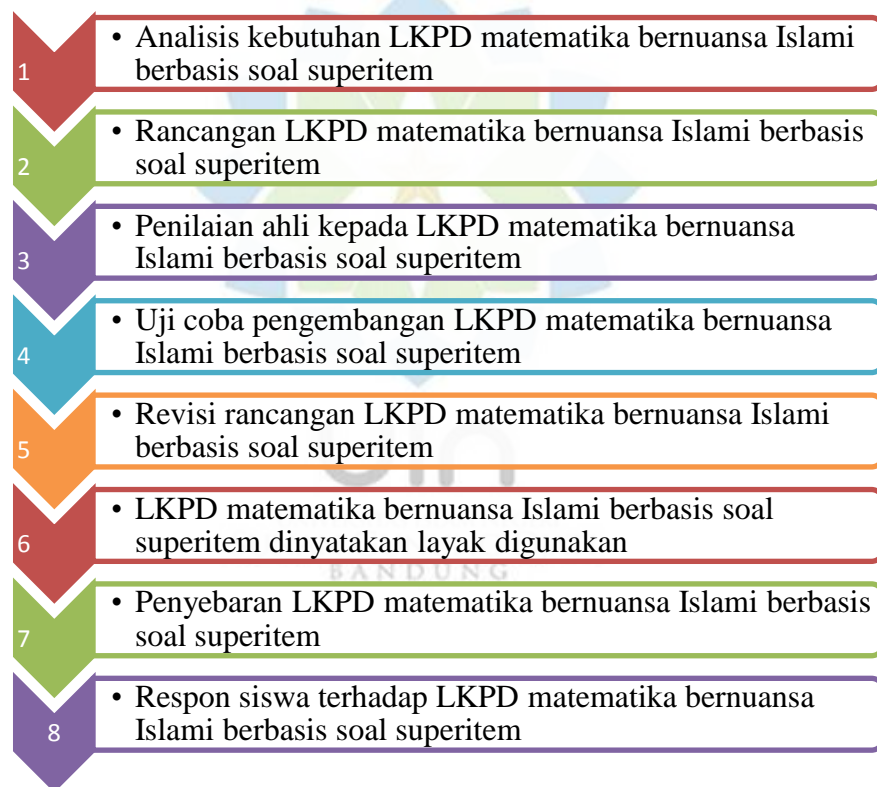 1
• Analisis kebutuhan LKPD matematika bernuansa Islami
berbasis soal superitem
2
• Rancangan LKPD matematika bernuansa Islami berbasis
soal superitem
3
• Penilaian ahli kepada LKPD matematika bernuansa
Islami berbasis soal superitem
4
• Uji coba pengembangan LKPD matematika bernuansa
Islami berbasis soal superitem
5
• Revisi rancangan LKPD matematika bernuansa Islami
berbasis soal superitem
uin
6
• LKPD matematika bernuansa Islami berbasis soal
superitem dinyatakan layak digunakan
BANDUNG
7
• Penyebaran LKPD matematika bernuansa Islami berbasis
soal superitem
8
• Respon siswa terhadap LKPD matematika bernuansa
Islami berbasis soal superitem